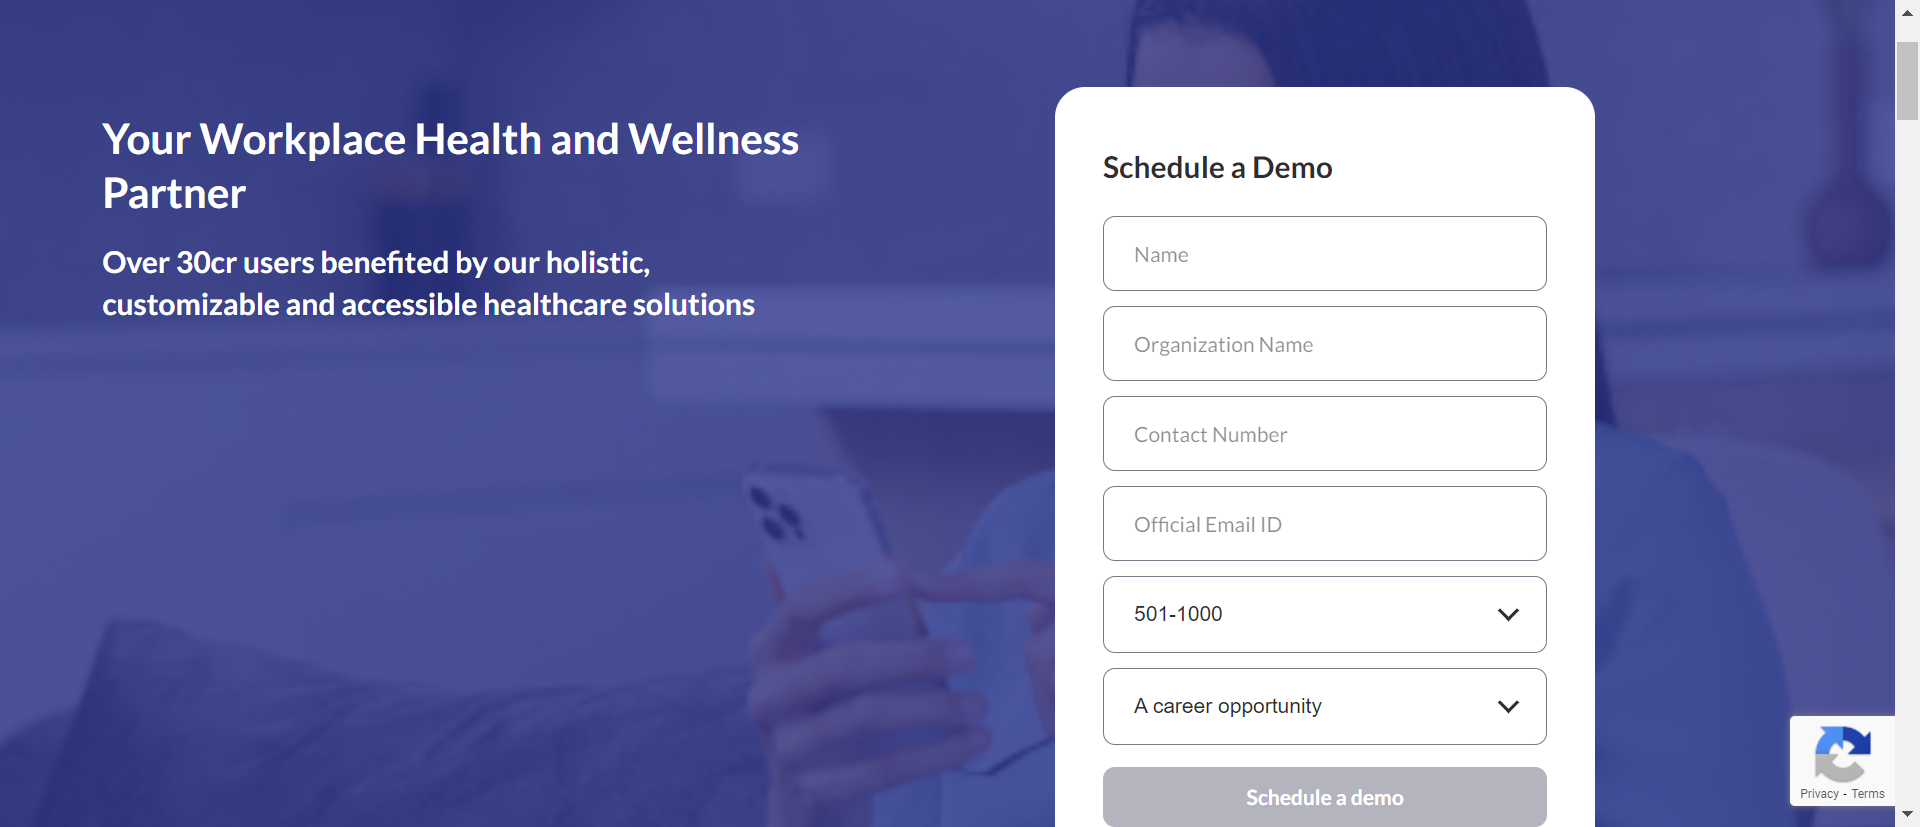 Your Workplace Health and Wellness
Partner
Over 30cr users benefited by our holistic,
customizable and accessible healthcare solutions
Schedule a Demo
Name
Organization Name
Contact Number
Official Email ID
501-1000
A career opportunity
Schedule a demo
Privacy - Terms